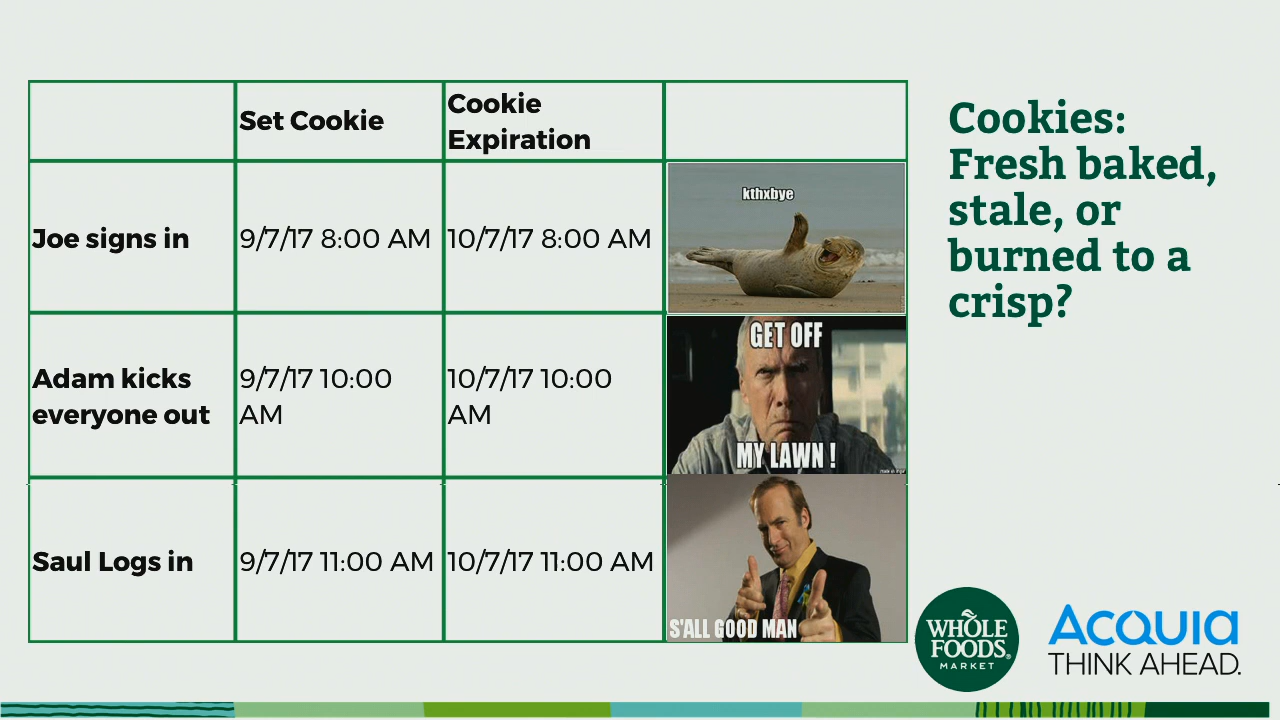 Set Cookie
Cookie
Expiration
Joe signs in
9/7/17 8:00 AM
10/7/17 8:00 AM
kthxbye
Adam kicks
everyone out
9/7/17 10:00
AM
10/7/17 10:00
AM
GET OFF
MY LAWN !
Saul Logs in
9/7/17 11:00 AM
10/7/17 11:00 AM
S'ALL GOOD MAN
Cookies:
Fresh baked,
stale, or
burned to a
crisp?
WHOLE
FOODS®
MARKET
ACQUIA
THINK AHEAD.